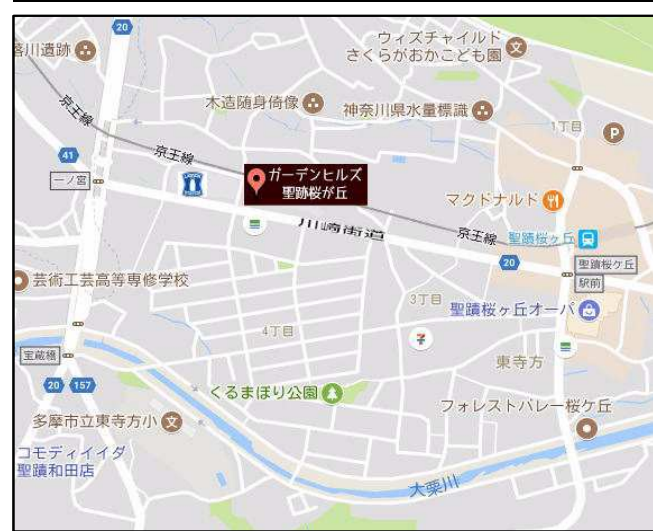 20
落川遺跡
ウィズチャイルド
さくらがおかこども園
木造随身倚像
神奈川県水量標識
1丁目
P
京王線
41
一ノ宮
京王線
ガーデンヒルズ
聖跡桜が丘
マクドナルド
川崎街道
京王線
聖蹟桜ヶ丘
20
聖蹟桜ケ丘
駅前
芸術工芸高等専修学校
3丁目
聖蹟桜ヶ丘オーパ
4丁目
7
東寺方
宝蔵橋
20
157
くるまぼり公園
フォレストバレー桜ケ丘
多摩市立東寺方小
文
コモディイイダ
聖蹟和田店
大栗川